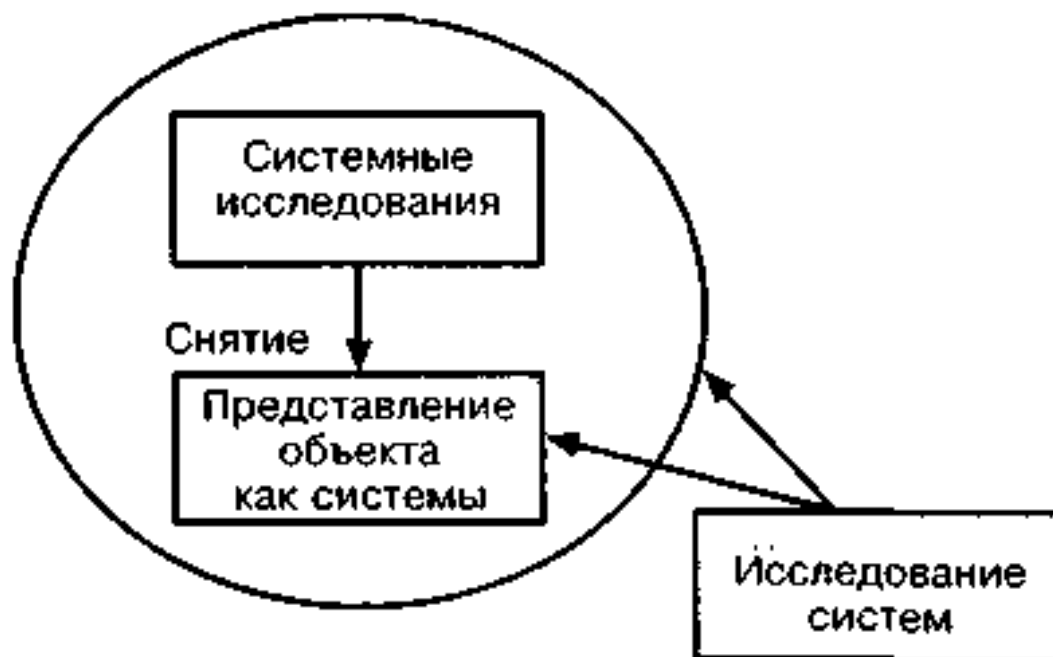 Системные
исследования
Снятие
Представление
объекта
как системы
Исследование
систем